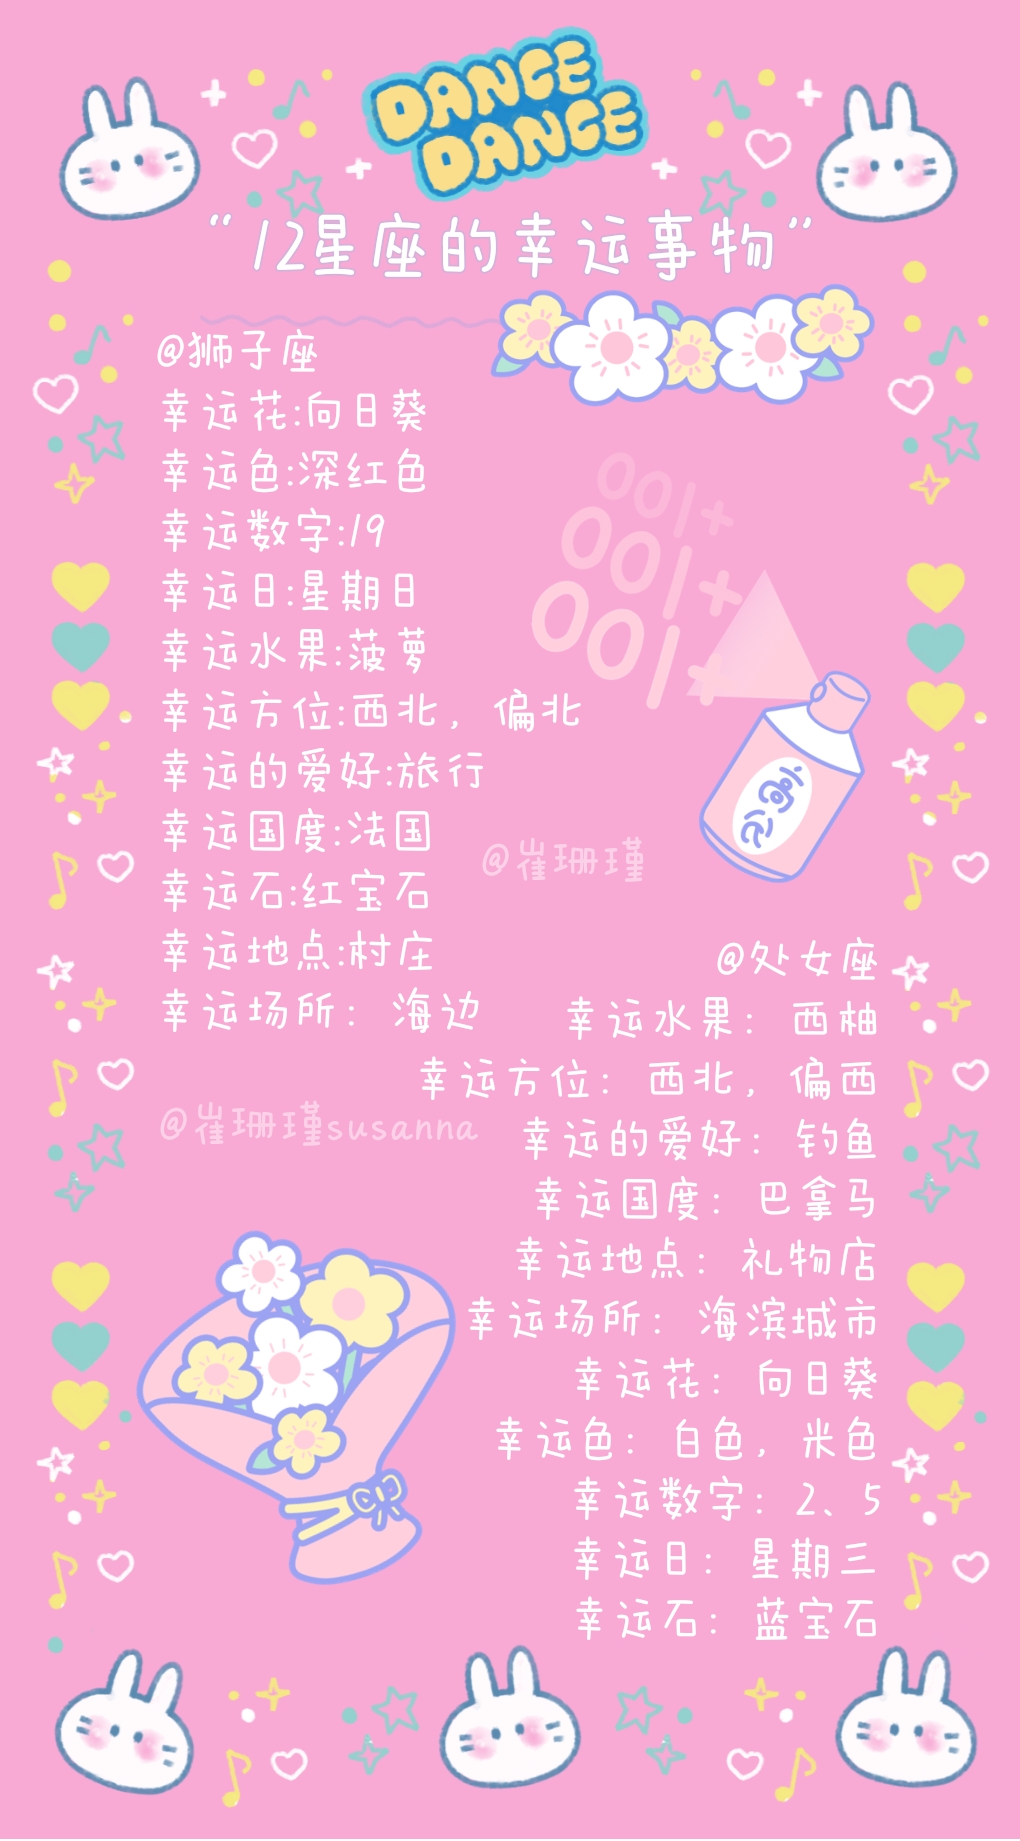 DANCE
DANCE
“12星座的幸运事物”
@狮子座
幸运花:向日葵
幸运色:深红色
幸运数字:19
幸运日:星期日
幸运水果:菠萝
幸运方位:西北，偏北
幸运的爱好:旅行
幸运国度:法国
幸运石:红宝石
幸运地点:村庄
幸运场所：海边
001+
001+
001+
@崔珊瑾
@处女座
幸运水果：西柚
幸运方位：西北，偏西
幸运的爱好：钓鱼
幸运国度：巴拿马
幸运地点：礼物店
幸运场所：海滨城市
幸运花：向日葵
幸运色：白色，米色
幸运数字：2、5
幸运日：星期三
幸运石：蓝宝石
@崔珊瑾susanna